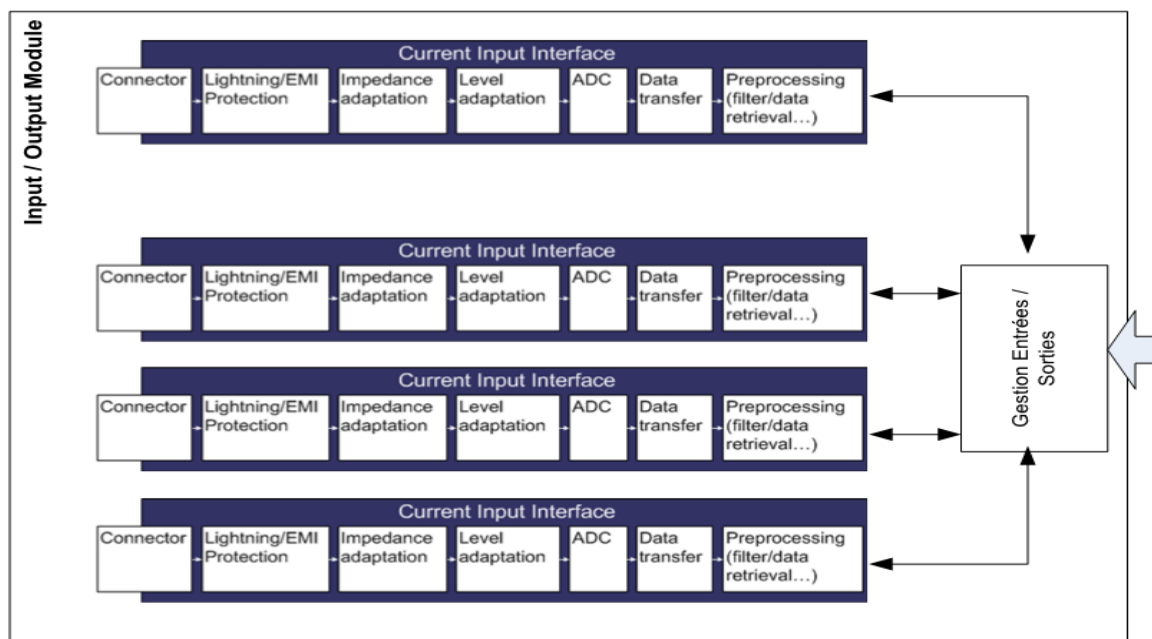 Input / Output Module
Current Input Interface
Connector
Lightning/EMI
Protection
Impedance
adaptation
Level
adaptation
ADC
Data
transfer
Preprocessing
(filter/data
retrieval…)
Current Input Interface
Connector
Lightning/EMI
Protection
Impedance
adaptation
Level
adaptation
ADC
Data
transfer
Preprocessing
(filter/data
retrieval…)
Gestion Entrées /
Sorties
Current Input Interface
Connector
Lightning/EMI
Protection
Impedance
adaptation
Level
adaptation
ADC
Data
transfer
Preprocessing
(filter/data
retrieval…)
Current Input Interface
Connector
Lightning/EMI
Protection
Impedance
adaptation
Level
adaptation
ADC
Data
transfer
Preprocessing
(filter/data
retrieval…)